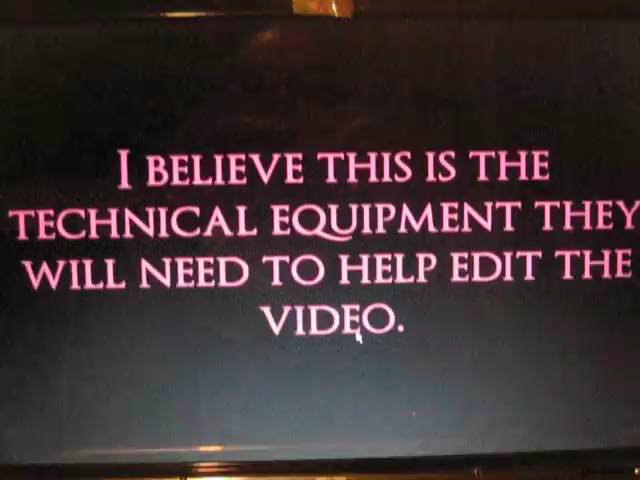 I BELIEVE THIS IS THE
TECHNICAL EQUIPMENT THEY
WILL NEED TO HELP EDIT THE
VIDEO.